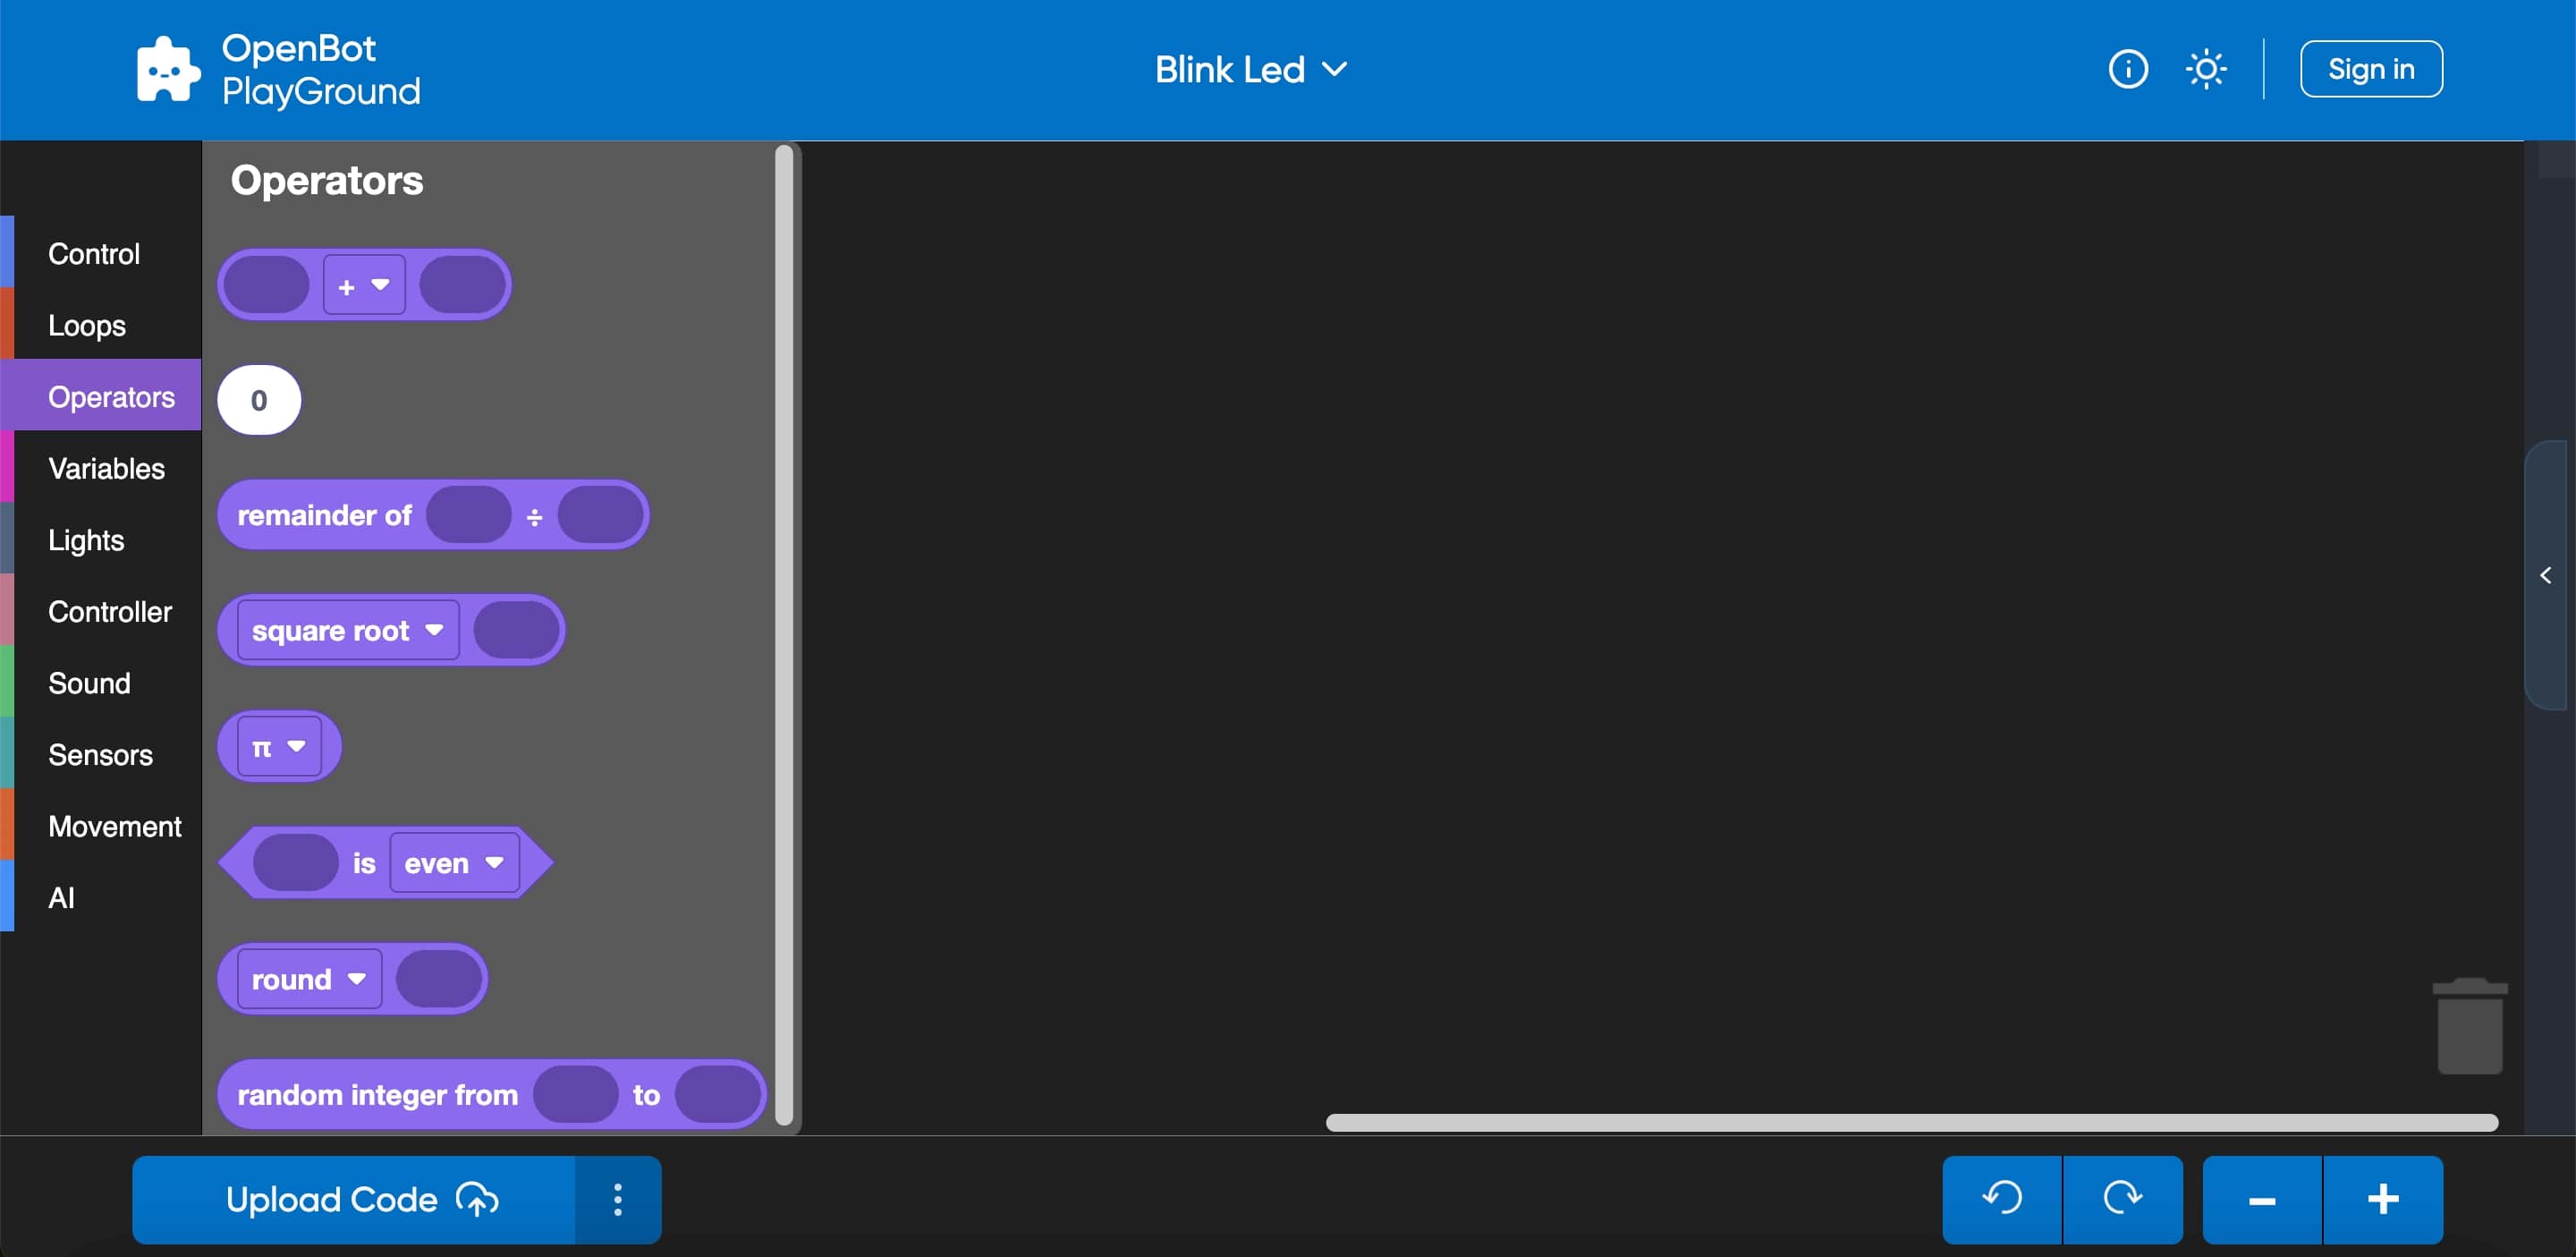 OpenBot
PlayGround
Blink Led
Sign in
Control
Loops
Operators
Variables
Lights
Controller
Sound
Sensors
Movement
AI
Operators
+
0
remainder of ÷
square root
π
is even
round
random integer from to
Upload Code